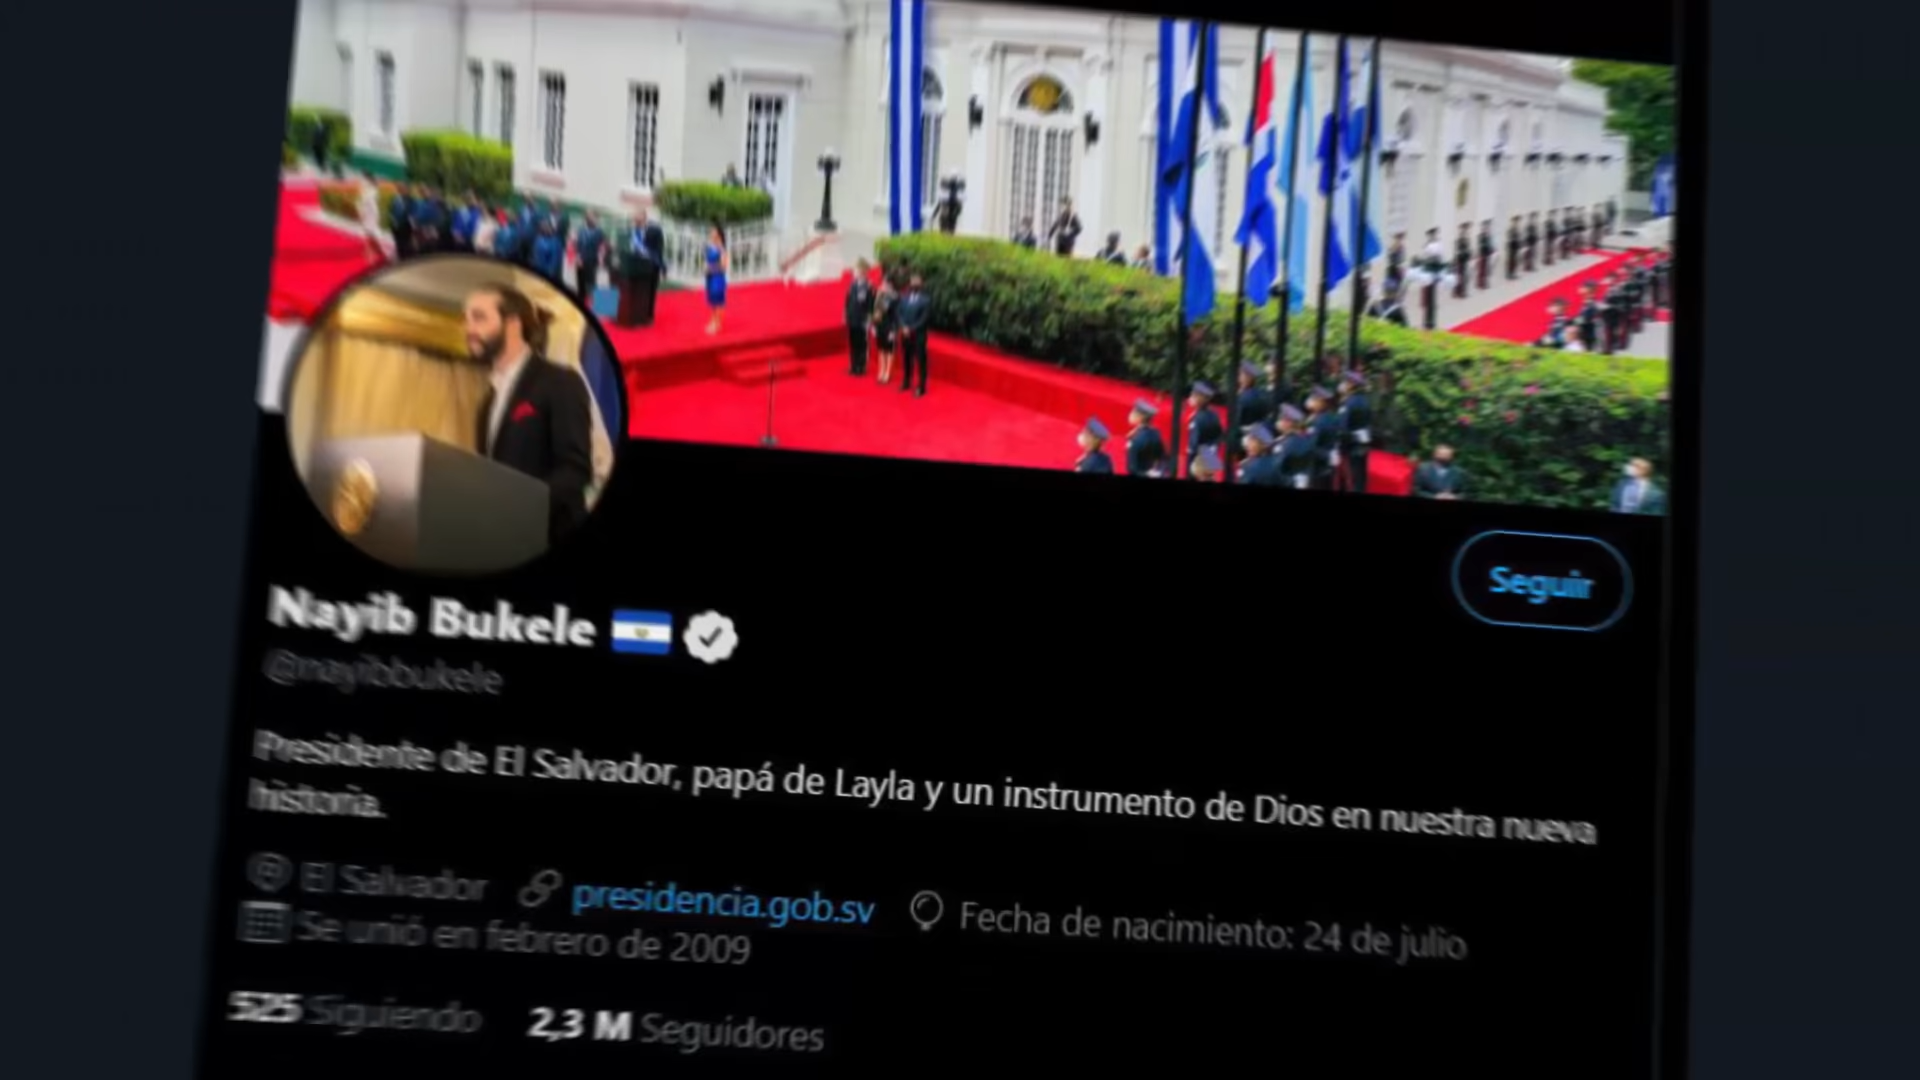 Seguir
Nayib Bukele
@nayibbukele
Presidente de El Salvador, papá de Layla y un instrumento de Dios en nuestra nueva
historia.
El Salvador presidencia.gob.sv Fecha de nacimiento: 24 de julio
Se unió en febrero de 2009
525 Siguiendo 2,3 M Seguidores